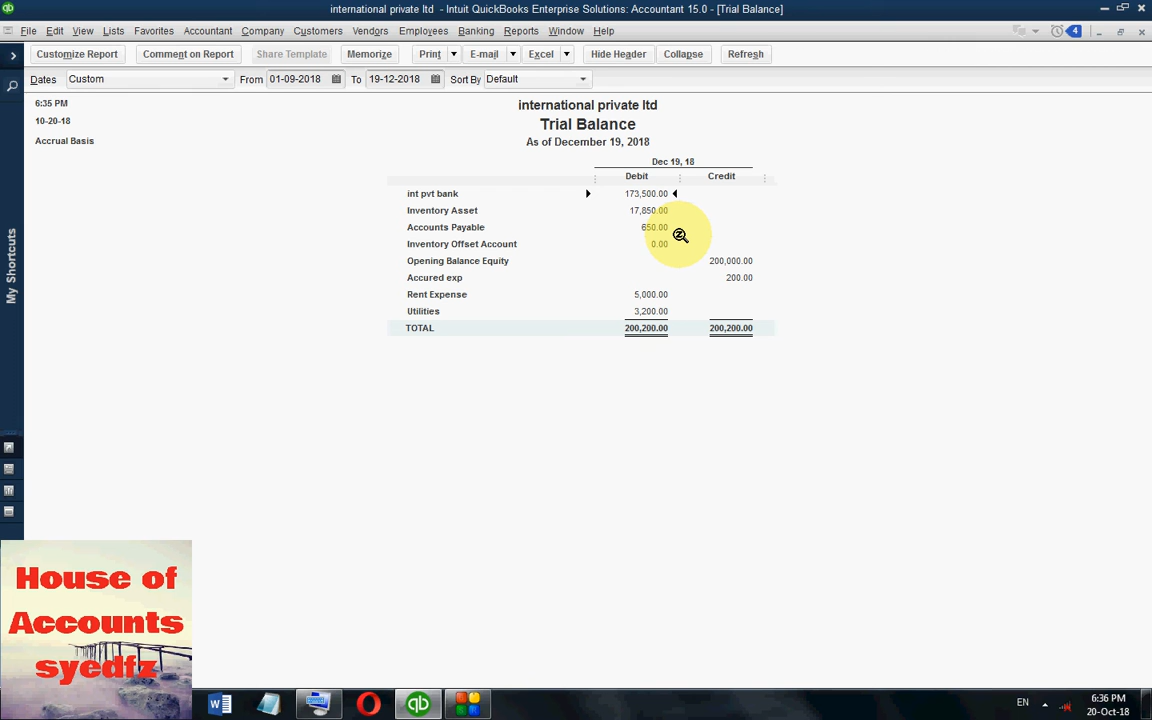 international private ltd - Intuit QuickBooks Enterprise Solutions: Accountant 15.0 - [Trial Balance]
File Edit View Lists Favorites Accountant Company Customers Vendors Employees Banking Reports Window Help 4
Customize Report Comment on Report Share Template Memorize Print E-mail Excel Hide Header Collapse Refresh
Dates Custom From 01-09-2018 To 19-12-2018 Sort By Default
6:35 PM
10-20-18
Accrual Basis
international private ltd
Trial Balance
As of December 19, 2018
Dec 19, 18
Debit Credit
int pvt bank 173,500.00
Inventory Asset 17,850.00
Accounts Payable 650.00
Inventory Offset Account 0.00
Opening Balance Equity 200,000.00
Accured exp 200.00
Rent Expense 5,000.00
Utilities 3,200.00
TOTAL 200,200.00 200,200.00
My Shortcuts
House of
Accounts
syedfz
EN 6:36 PM
20-Oct-18